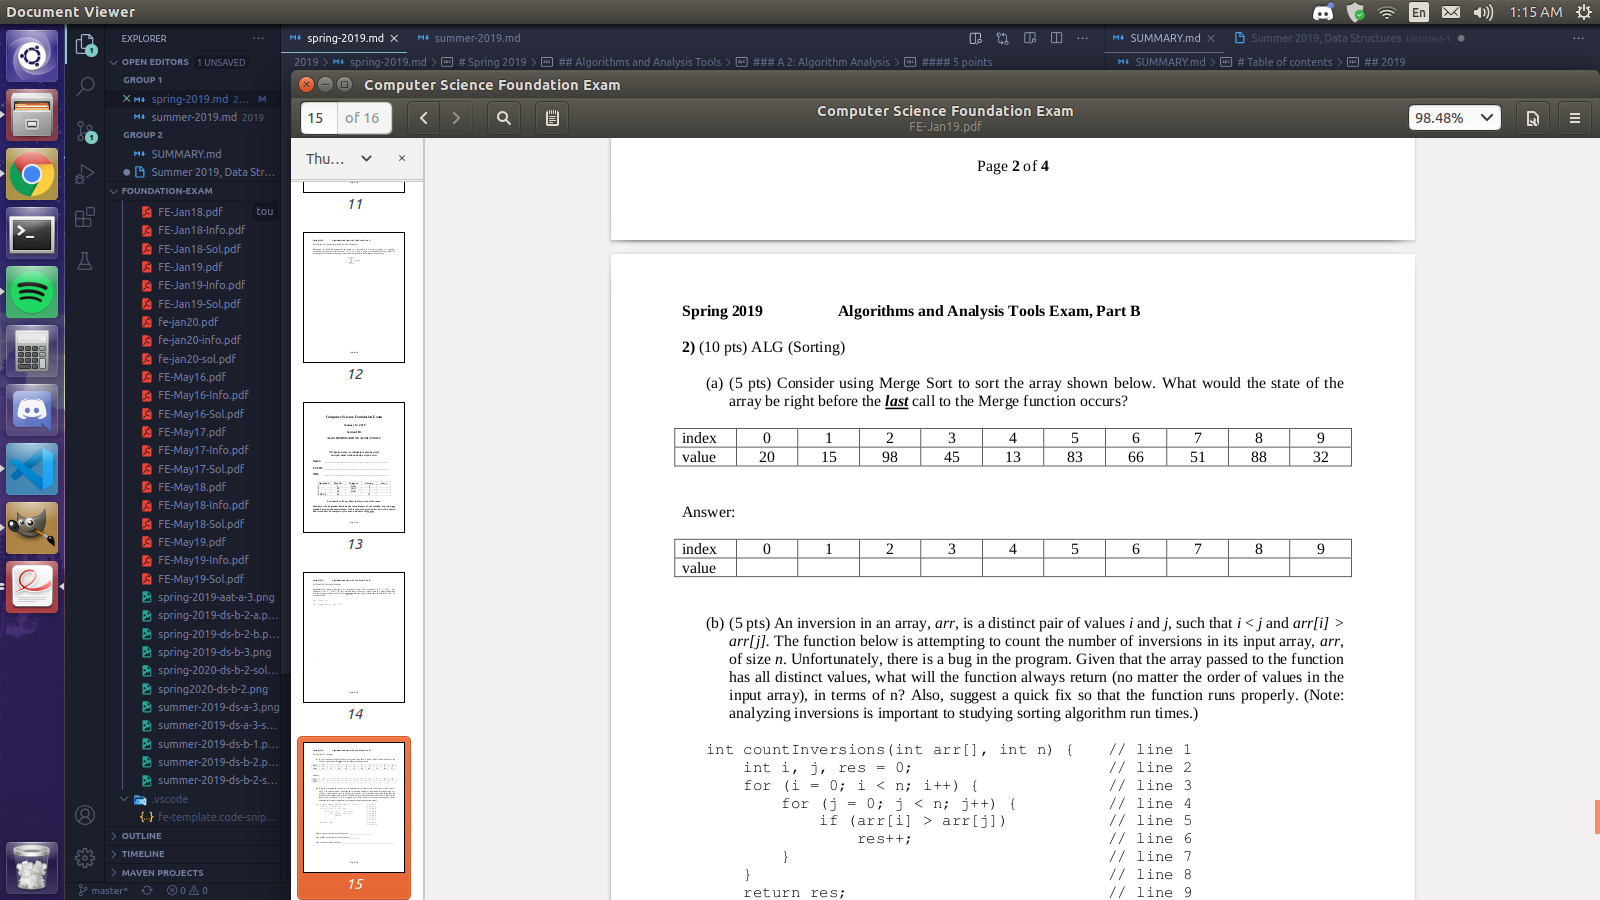 Document Viewer
En
1:15 AM
EXPLORER
OPEN EDITORS 1 UNSAVED
GROUP 1
spring-2019.md 2... M
summer-2019.md 2019
GROUP 2
SUMMARY.md
Summer 2019, Data Str...
FOUNDATION-EXAM
FE-Jan18.pdf
tou
FE-Jan18-Info.pdf
FE-Jan18-Sol.pdf
FE-Jan19.pdf
FE-Jan19-Info.pdf
FE-Jan19-Sol.pdf
fe-jan20.pdf
fe-jan20-info.pdf
fe-jan20-sol.pdf
FE-May16.pdf
FE-May16-Info.pdf
FE-May16-Sol.pdf
FE-May17.pdf
FE-May17-Info.pdf
FE-May17-Sol.pdf
FE-May18.pdf
FE-May18-Info.pdf
FE-May18-Sol.pdf
FE-May19.pdf
FE-May19-Info.pdf
FE-May19-Sol.pdf
spring-2019-aat-a-3.png
spring-2019-ds-b-2-a.p...
spring-2019-ds-b-2-b.p...
spring-2019-ds-b-3.png
spring-2020-ds-b-2-sol...
spring2020-ds-b-2.png
summer-2019-ds-a-3.png
summer-2019-ds-a-3-s...
summer-2019-ds-b-1.p...
summer-2019-ds-b-2.p...
summer-2019-ds-b-2-s...
.vscode
fe-template.code-snip...
OUTLINE
TIMELINE
MAVEN PROJECTS
master* 0 0
spring-2019.md summer-2019.md
2019 > spring-2019.md > # Spring 2019 > ## Algorithms and Analysis Tools > ### A 2: Algorithm Analysis > #### 5 points
SUMMARY.md Summer 2019, Data Structures Untitled-1
SUMMARY.md > # Table of contents > ## 2019
Computer Science Foundation Exam
15 of 16
Computer Science Foundation Exam
FE-Jan19.pdf
98.48%
Thu...
11
12
13
14
15
Page 2 of 4
Spring 2019 Algorithms and Analysis Tools Exam, Part B
2) (10 pts) ALG (Sorting)
(a) (5 pts) Consider using Merge Sort to sort the array shown below. What would the state of the
array be right before the last call to the Merge function occurs?
index 0 1 2 3 4 5 6 7 8 9
value 20 15 98 45 13 83 66 51 88 32
Answer:
index 0 1 2 3 4 5 6 7 8 9
value
(b) (5 pts) An inversion in an array, arr, is a distinct pair of values i and j, such that i < j and arr[i] >
arr[j]. The function below is attempting to count the number of inversions in its input array, arr,
of size n. Unfortunately, there is a bug in the program. Given that the array passed to the function
has all distinct values, what will the function always return (no matter the order of values in the
input array), in terms of n? Also, suggest a quick fix so that the function runs properly. (Note:
analyzing inversions is important to studying sorting algorithm run times.)
int countInversions(int arr[], int n) { // line 1
int i, j, res = 0; // line 2
for (i = 0; i < n; i++) { // line 3
for (j = 0; j < n; j++) { // line 4
if (arr[i] > arr[j]) // line 5
res++; // line 6
} // line 7
} // line 8
return res; // line 9